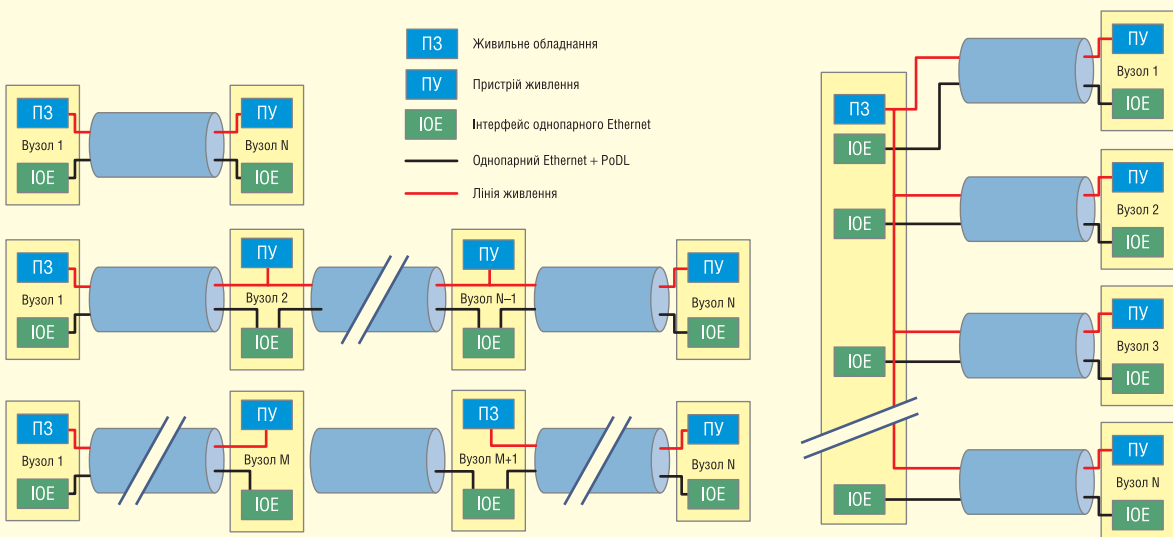 ПЗ Живильне обладнання
ПУ Пристрій живлення
ІОЕ Інтерфейс однопарного Ethernet
Однопарний Ethernet + PoDL
Лінія живлення
ПЗ
Вузол 1
ІОЕ
ПУ
Вузол N
ІОЕ
ПЗ
Вузол 1
ІОЕ
ПУ
Вузол 2
ІОЕ
ПУ
Вузол N–1
ІОЕ
ПУ
Вузол N
ІОЕ
ПЗ
Вузол 1
ІОЕ
ПУ
Вузол M
ІОЕ
ПЗ
Вузол M+1
ІОЕ
ПУ
Вузол N
ІОЕ
ПЗ
ІОЕ
ІОЕ
ІОЕ
ІОЕ
ПУ
Вузол 1
ІОЕ
ПУ
Вузол 2
ІОЕ
ПУ
Вузол 3
ІОЕ
ПУ
Вузол N
ІОЕ